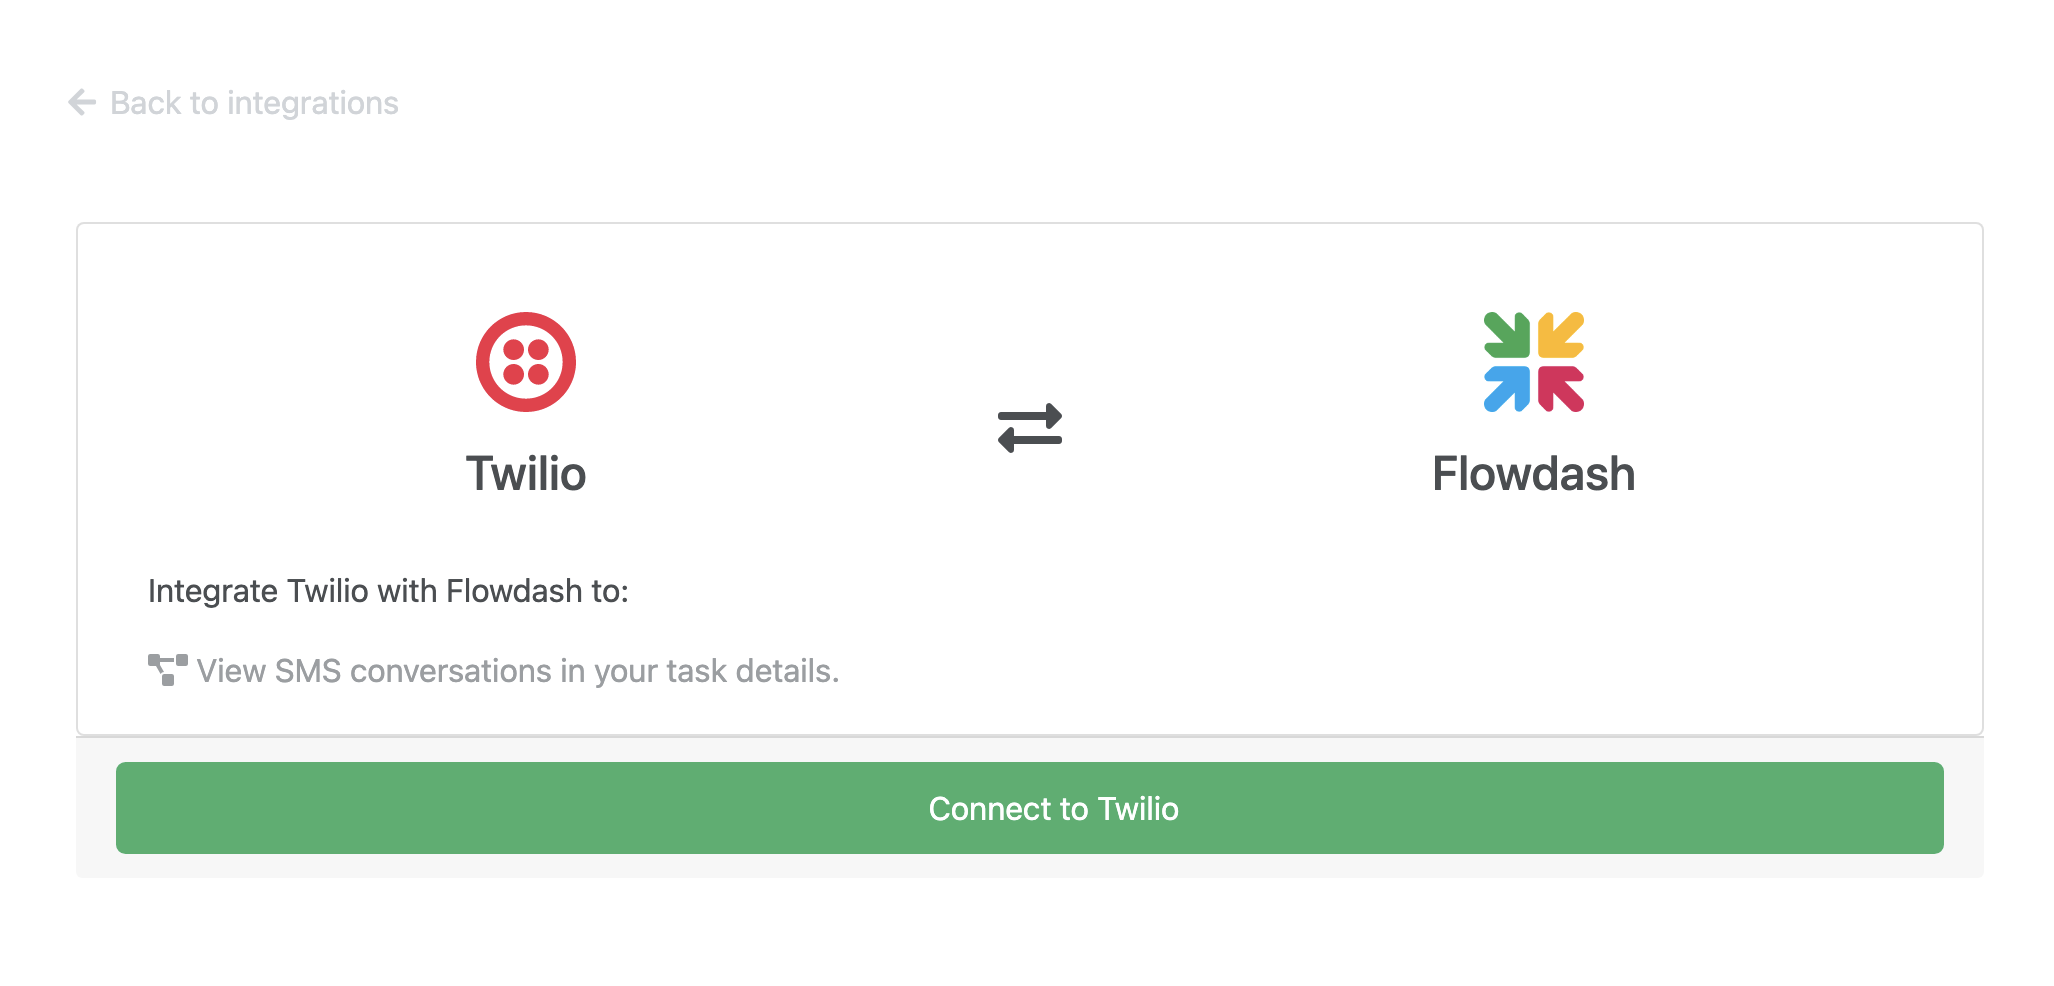 Back to integrations
Twilio
Flowdash
Integrate Twilio with Flowdash to:
View SMS conversations in your task details.
Connect to Twilio